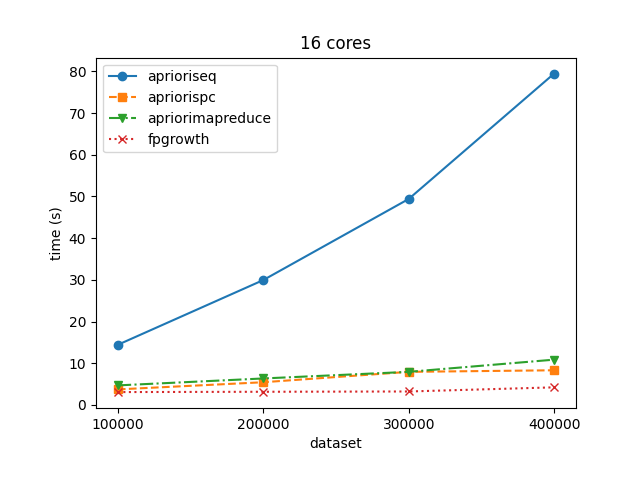 16 cores
aprioriseq
apriorispc
apriorimapreduce
fpgrowth
80
70
60
50
40
30
20
10
0
time (s)
100000 200000 300000 400000
dataset